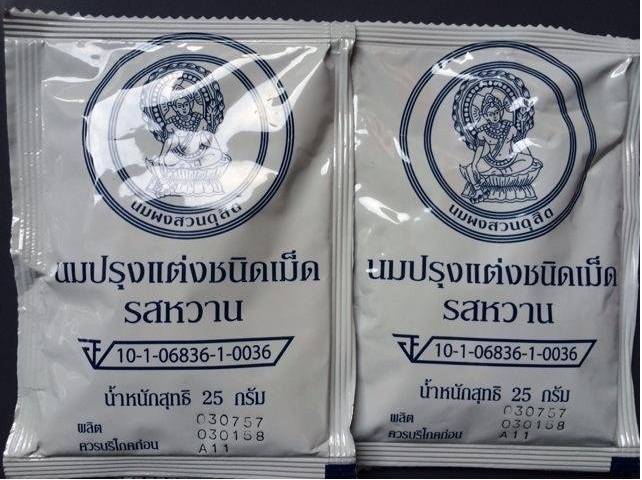 นมผงสวนดุสิต
นมปรุงแต่งชนิดเม็ด
รสหวาน
10-1-06836-1-0036
น้ำหนักสุทธิ 25 กรัม
ผลิต 030757
ควรบริโภคก่อน 030158
A11
นมผงสวนดุสิต
นมปรุงแต่งชนิดเม็ด
รสหวาน
10-1-06836-1-0036
น้ำหนักสุทธิ 25 กรัม
ผลิต 030757
ควรบริโภคก่อน 030158
A11